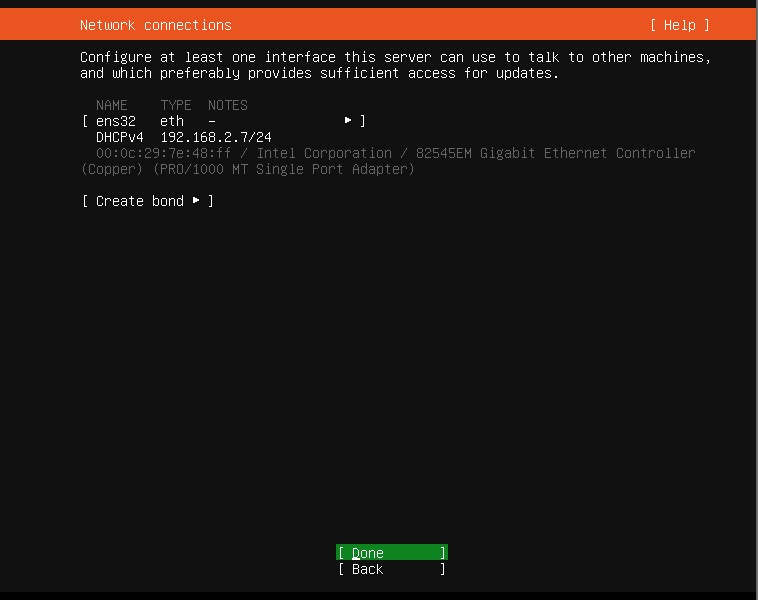 Network connections [ Help ]
Configure at least one interface this server can use to talk to other machines,
and which preferably provides sufficient access for updates.
NAME TYPE NOTES
[ ens32 eth – ▸ ]
DHCPv4 192.168.2.7/24
00:0c:29:7e:48:ff / Intel Corporation / 82545EM Gigabit Ethernet Controller
(Copper) (PRO/1000 MT Single Port Adapter)
[ Create bond ▸ ]
[ Done ]
[ Back ]